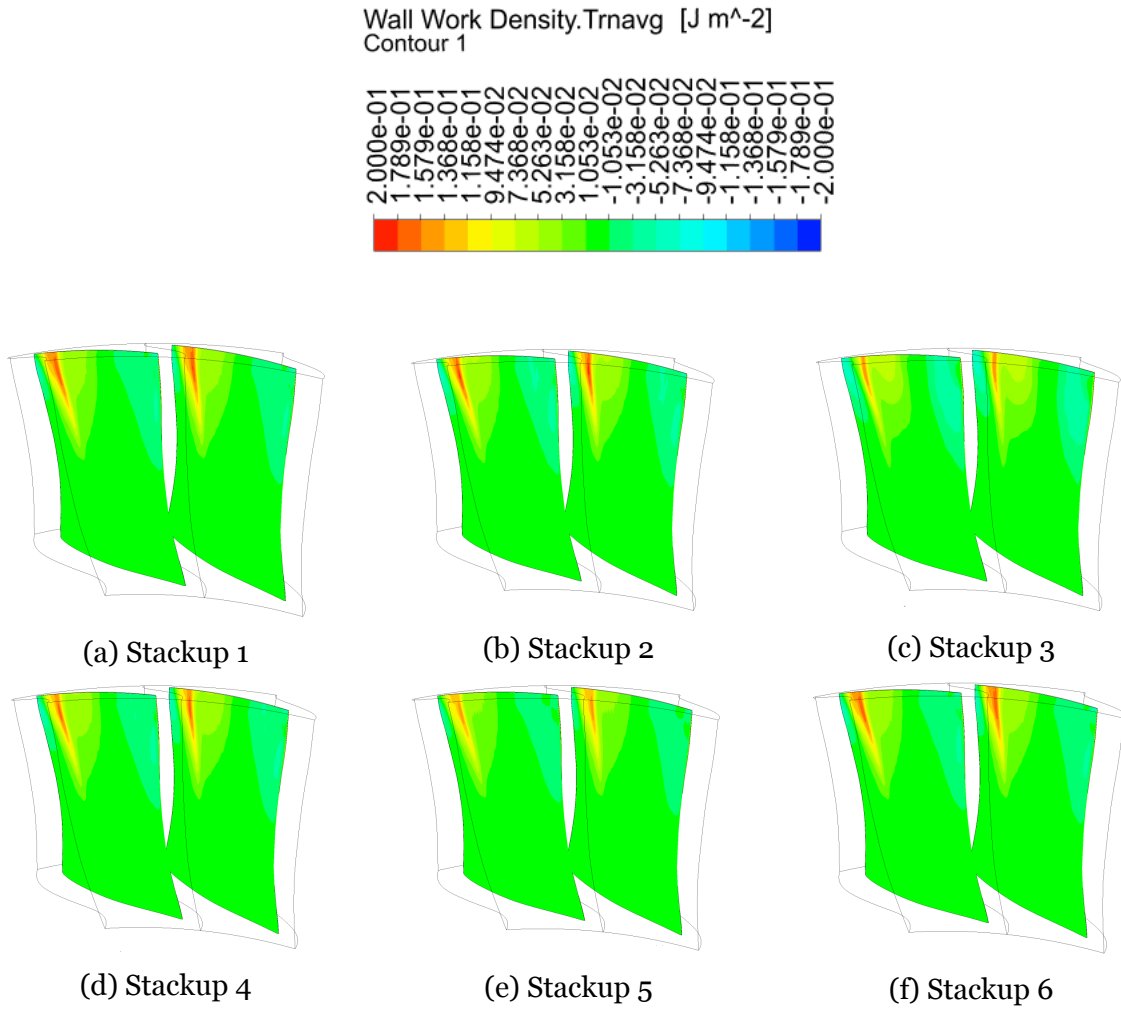 Wall Work Density.Trnavg [J m^-2]
Contour 1
2.000e-01
1.789e-01
1.579e-01
1.368e-01
1.158e-01
9.474e-02
7.368e-02
5.263e-02
3.158e-02
1.053e-02
-1.053e-02
-3.158e-02
-5.263e-02
-7.368e-02
-9.474e-02
-1.158e-01
-1.368e-01
-1.579e-01
-1.789e-01
-2.000e-01
(a) Stackup 1
(b) Stackup 2
(c) Stackup 3
(d) Stackup 4
(e) Stackup 5
(f) Stackup 6